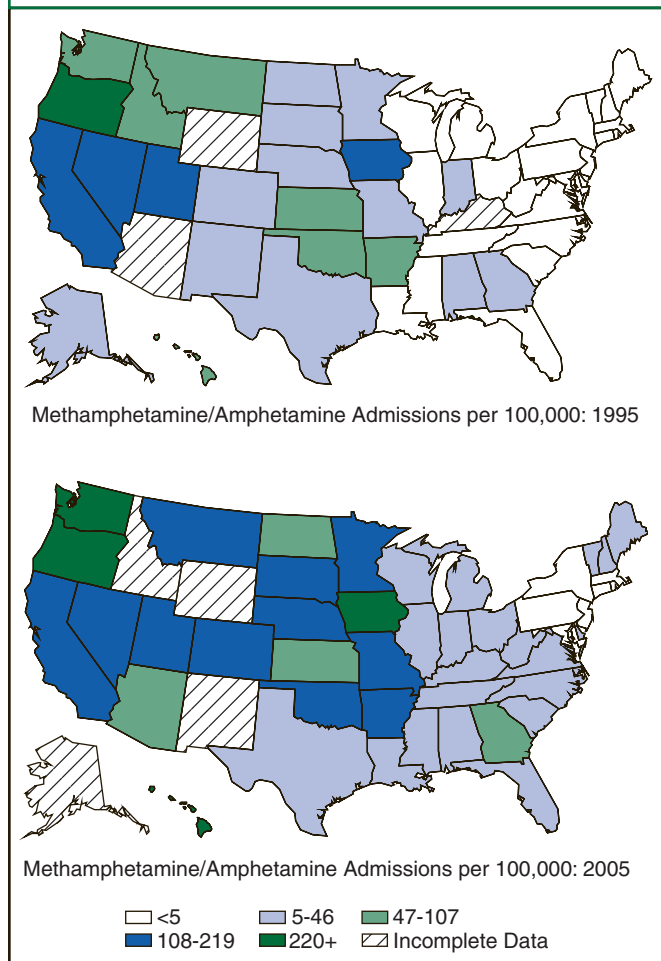 Methamphetamine/Amphetamine Admissions per 100,000: 1995
Methamphetamine/Amphetamine Admissions per 100,000: 2005
<5 5-46 47-107
108-219 220+ Incomplete Data